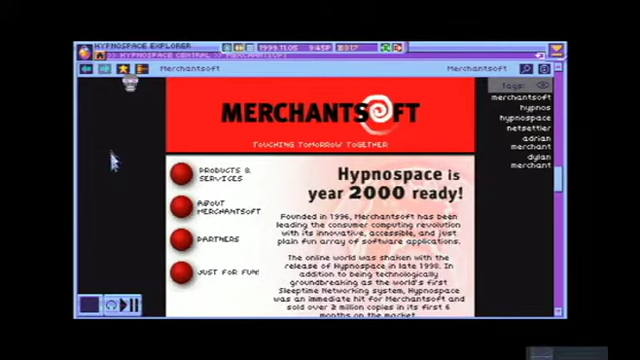 HYPNOSPACE EXPLORER
1999.11.05 9:45P
>> HYPNOSPACE CENTRAL >> MERCHANTSOFT
Merchantsoft
Merchantsoft
MERCHANTSOFT
TOUCHING TOMORROW TOGETHER
PRODUCTS &
SERVICES
ABOUT
MERCHANTSOFT
PARTNERS
JUST FOR FUN!
Hypnospace is
year 2000 ready!
Founded in 1996, Merchantsoft has been
leading the consumer computing revolution
with its innovative, accessible, and just
plain fun array of software applications.
The online world was shaken with the
release of Hypnospace in late 1998. In
addition to being technologically
groundbreaking as the world's first
Sleeptime Networking system, Hypnospace
was an immediate hit for Merchantsoft and
sold over 2 million copies in its first 6
months on the market.
tags:
merchantsoft
hypnos
hypnospace
netsettler
adrian
merchant
dylan
merchant